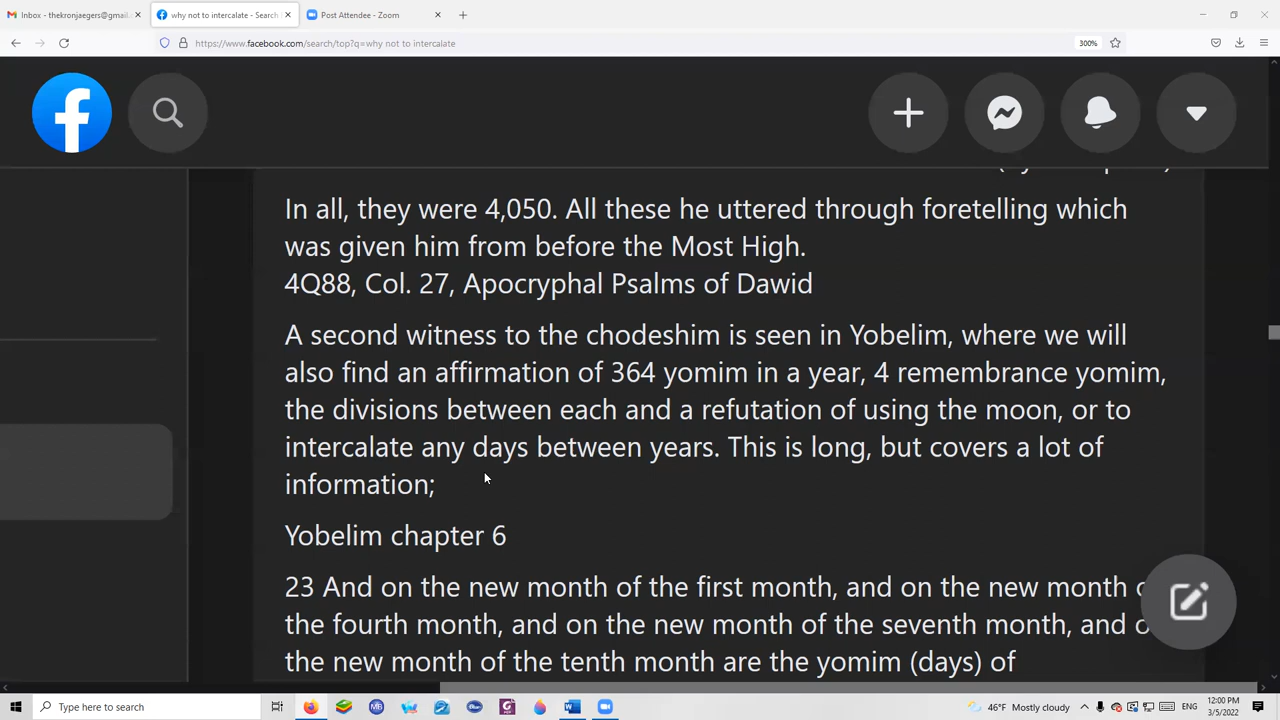 Inbox - thekronjaegers@gmail.
why not to intercalate - Search
Post Attendee - Zoom
https://www.facebook.com/search/top?q=why not to intercalate
300%
In all, they were 4,050. All these he uttered through foretelling which
was given him from before the Most High.
4Q88, Col. 27, Apocryphal Psalms of Dawid
A second witness to the chodeshim is seen in Yobelim, where we will
also find an affirmation of 364 yomim in a year, 4 remembrance yomim,
the divisions between each and a refutation of using the moon, or to
intercalate any days between years. This is long, but covers a lot of
information;
Yobelim chapter 6
23 And on the new month of the first month, and on the new month o
the fourth month, and on the new month of the seventh month, and o
the new month of the tenth month are the yomim (days) of
Type here to search
46°F Mostly cloudy
12:00 PM
3/5/2022